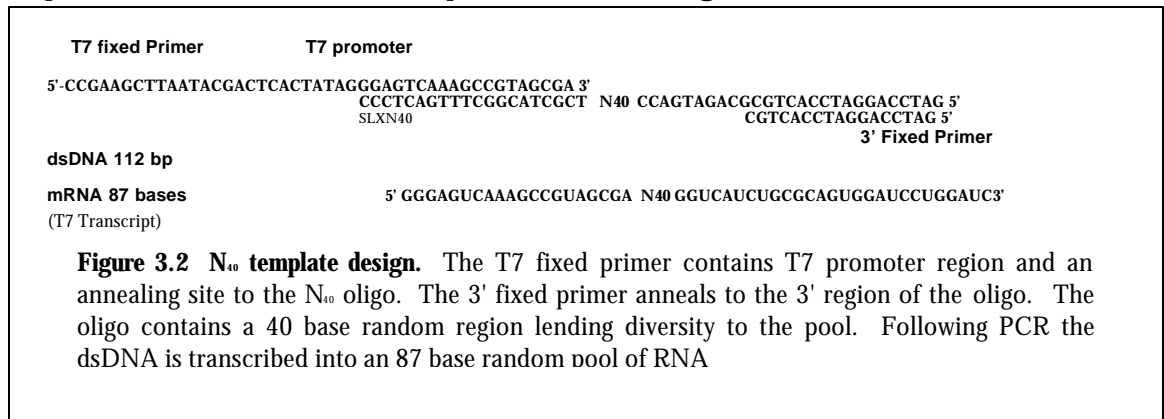 T7 fixed Primer T7 promoter
5'-CCGAAGCTTAATACGACTCACTATAGGGAGTCAAAGCCGTAGCGA 3'
CCCTCAGTTTCGGCATCGCT N40 CCAGTAGACGCGTCACCTAGGACCTAG 5'
SLXN40 CGTCACCTAGGACCTAG 5'
3' Fixed Primer
dsDNA 112 bp
mRNA 87 bases 5' GGGAGUCAAAGCCGUAGCGA N40 GGUCAUCUGCGCAGUGGAUCCUGGAUC3'
(T7 Transcript)
Figure 3.2 N40 template design. The T7 fixed primer contains T7 promoter region and an
annealing site to the N40 oligo. The 3' fixed primer anneals to the 3' region of the oligo. The
oligo contains a 40 base random region lending diversity to the pool. Following PCR the
dsDNA is transcribed into an 87 base random pool of RNA